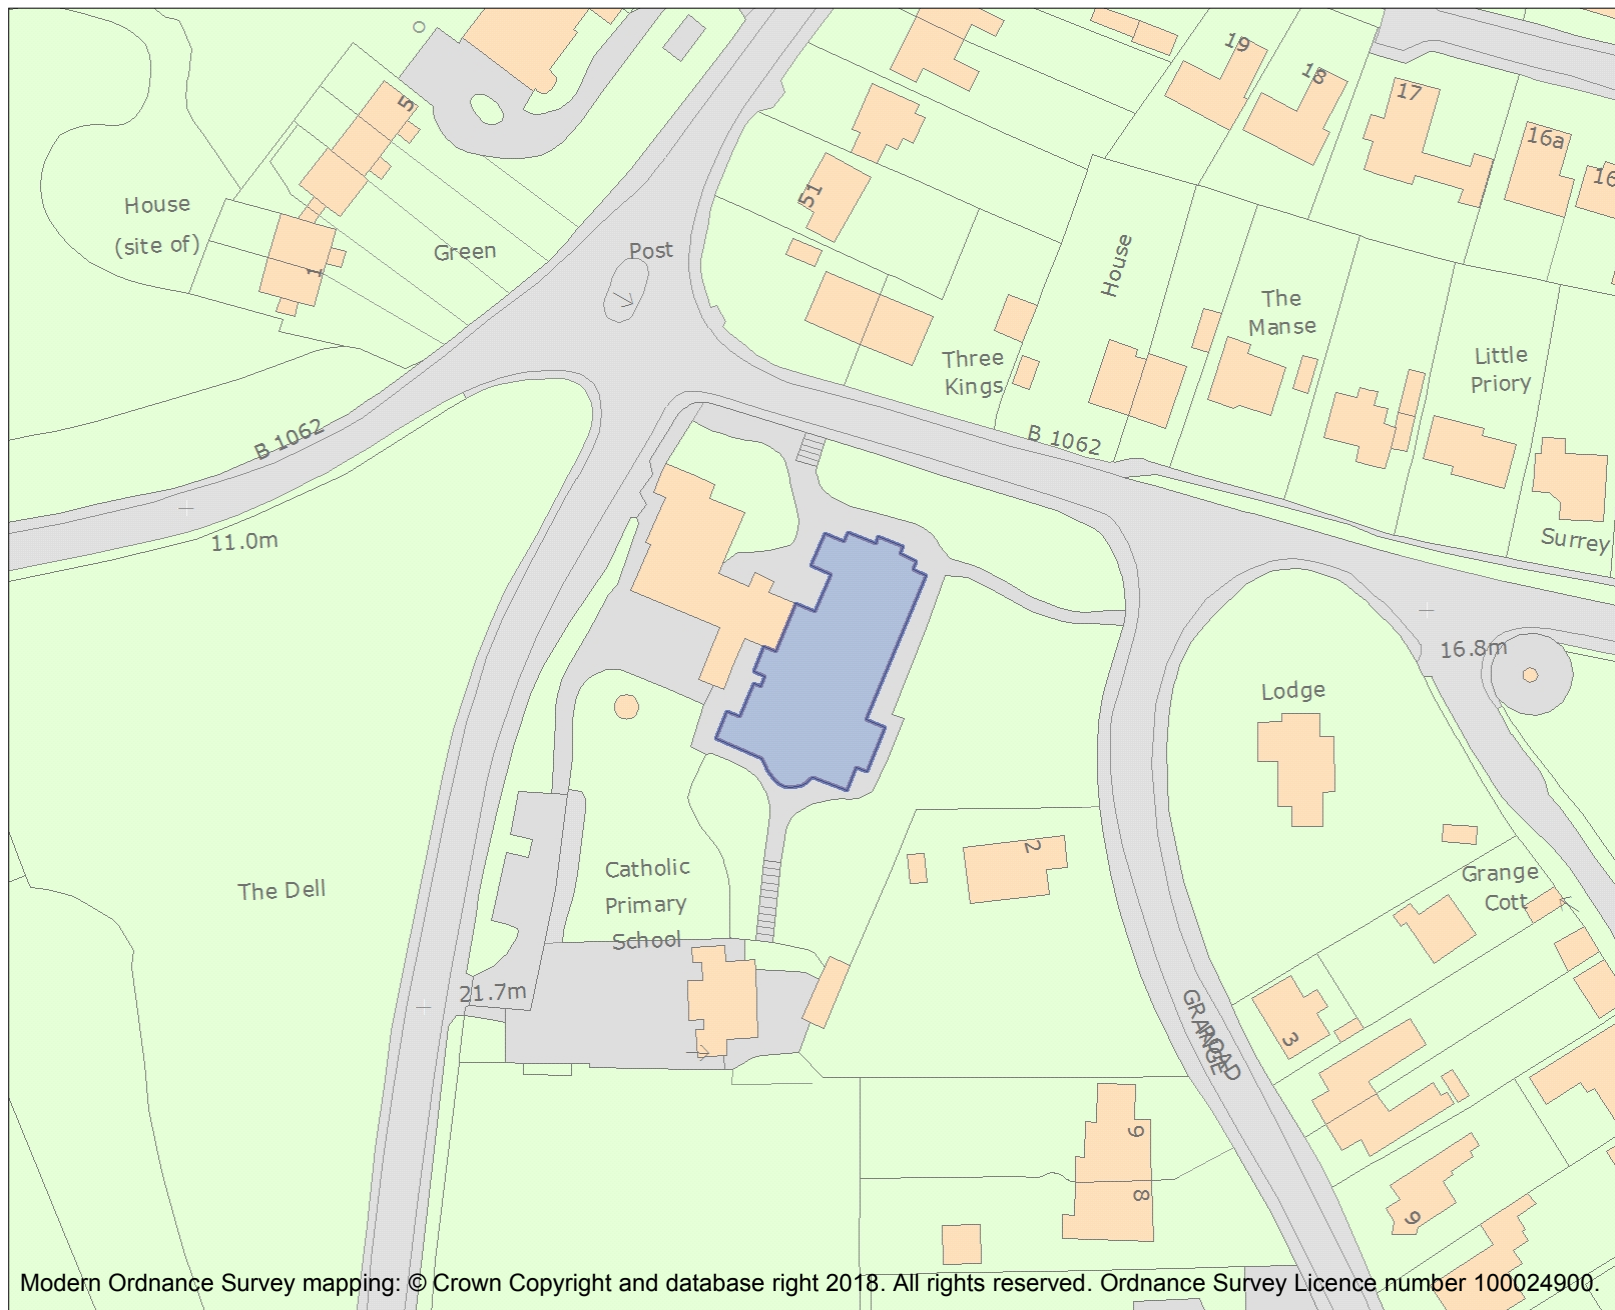 19
18
17
16a
16
5
51
House
(site of)
Green
Post
1
House
The
Manse
Three
Kings
Little
Priory
B 1062
B 1062
11.0m
Surrey
16.8m
Lodge
2
The Dell
Catholic
Primary
School
Grange
Cott
21.7m
GRANGE
ROAD
3
9
8
9
Modern Ordnance Survey mapping: © Crown Copyright and database right 2018. All rights reserved. Ordnance Survey Licence number 100024900.